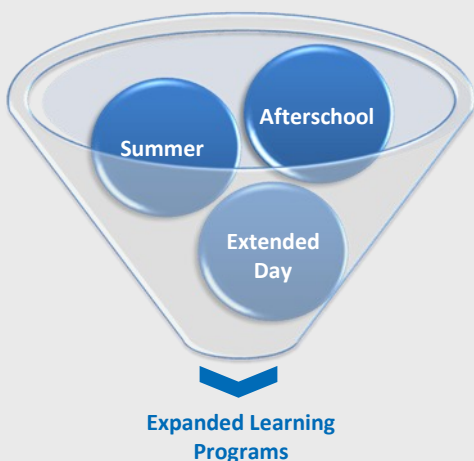 Afterschool
Summer
Extended
Day
Expanded Learning
Programs